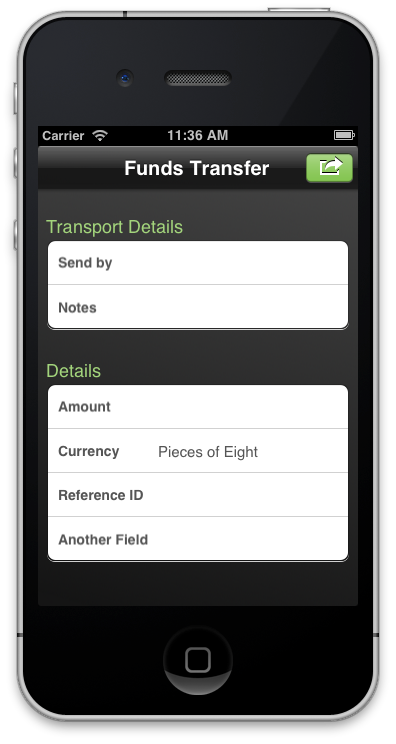 Carrier 11:36 AM
Funds Transfer
Transport Details
Send by
Notes
Details
Amount
Currency Pieces of Eight
Reference ID
Another Field